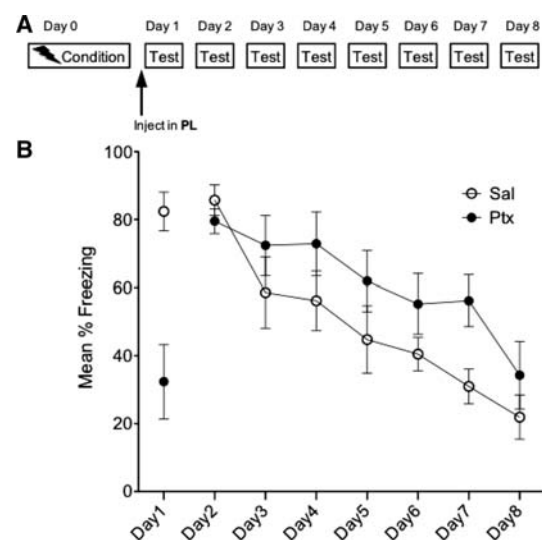 A
Day 0 Day 1 Day 2 Day 3 Day 4 Day 5 Day 6 Day 7 Day 8
Condition Test Test Test Test Test Test Test Test
Inject in PL
B
100
80
60
40
20
0
Mean % Freezing
Sal
Ptx
Day1 Day2 Day3 Day4 Day5 Day6 Day7 Day8